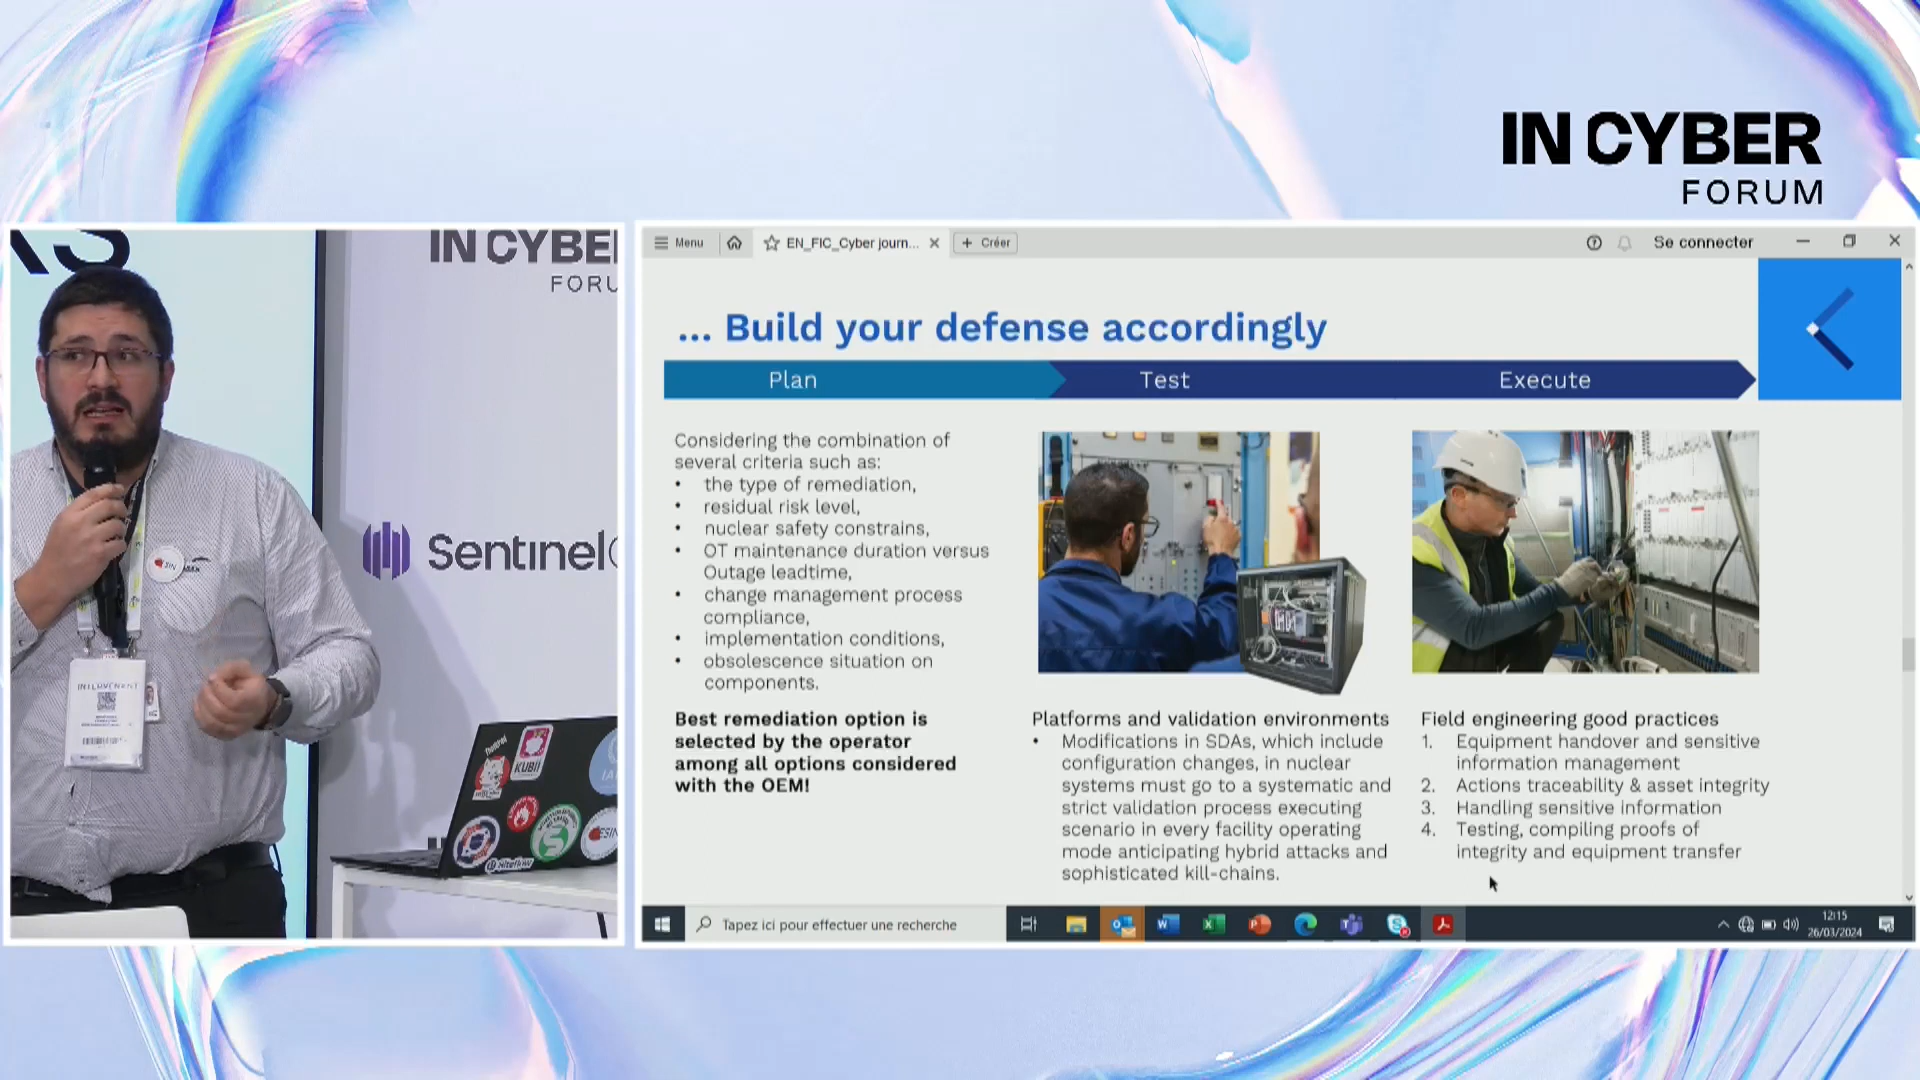 IN CYBER
FORUM
IN CYBE
FORU
Sentinel
KUBII
Menu
EN_FIC_Cyber journ...
+ Créer
Se connecter
... Build your defense accordingly
Plan
Test
Execute
Considering the combination of
several criteria such as:
• the type of remediation,
• residual risk level,
• nuclear safety constrains,
• OT maintenance duration versus
Outage leadtime,
• change management process
compliance,
• implementation conditions,
• obsolescence situation on
components.
Best remediation option is
selected by the operator
among all options considered
with the OEM!
Platforms and validation environments
• Modifications in SDAs, which include
configuration changes, in nuclear
systems must go to a systematic and
strict validation process executing
scenario in every facility operating
mode anticipating hybrid attacks and
sophisticated kill-chains.
Field engineering good practices
1. Equipment handover and sensitive
information management
2. Actions traceability & asset integrity
3. Handling sensitive information
4. Testing, compiling proofs of
integrity and equipment transfer
Tapez ici pour effectuer une recherche
12:15
26/03/2024